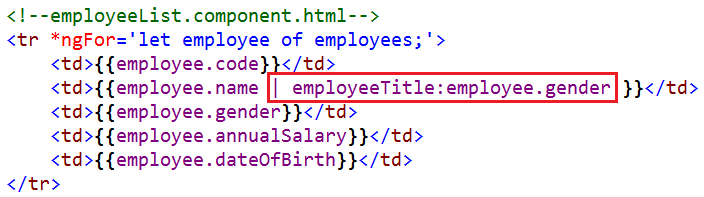 <!--employeeList.component.html-->
<tr *ngFor='let employee of employees;'>
    <td>{{employee.code}}</td>
    <td>{{employee.name | employeeTitle:employee.gender }}</td>
    <td>{{employee.gender}}</td>
    <td>{{employee.annualSalary}}</td>
    <td>{{employee.dateOfBirth}}</td>
</tr>